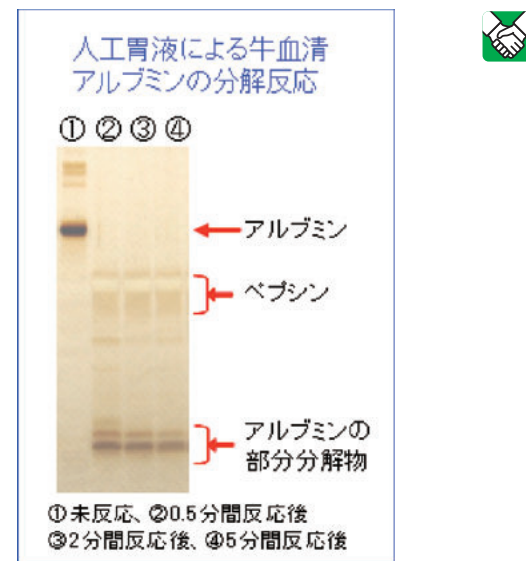 人工胃液による牛血清
アルブミンの分解反応
① ② ③ ④
アルブミン
ペプシン
アルブミンの
部分分解物
①未反応、②0.5分間反応後
③2分間反応後、④5分間反応後